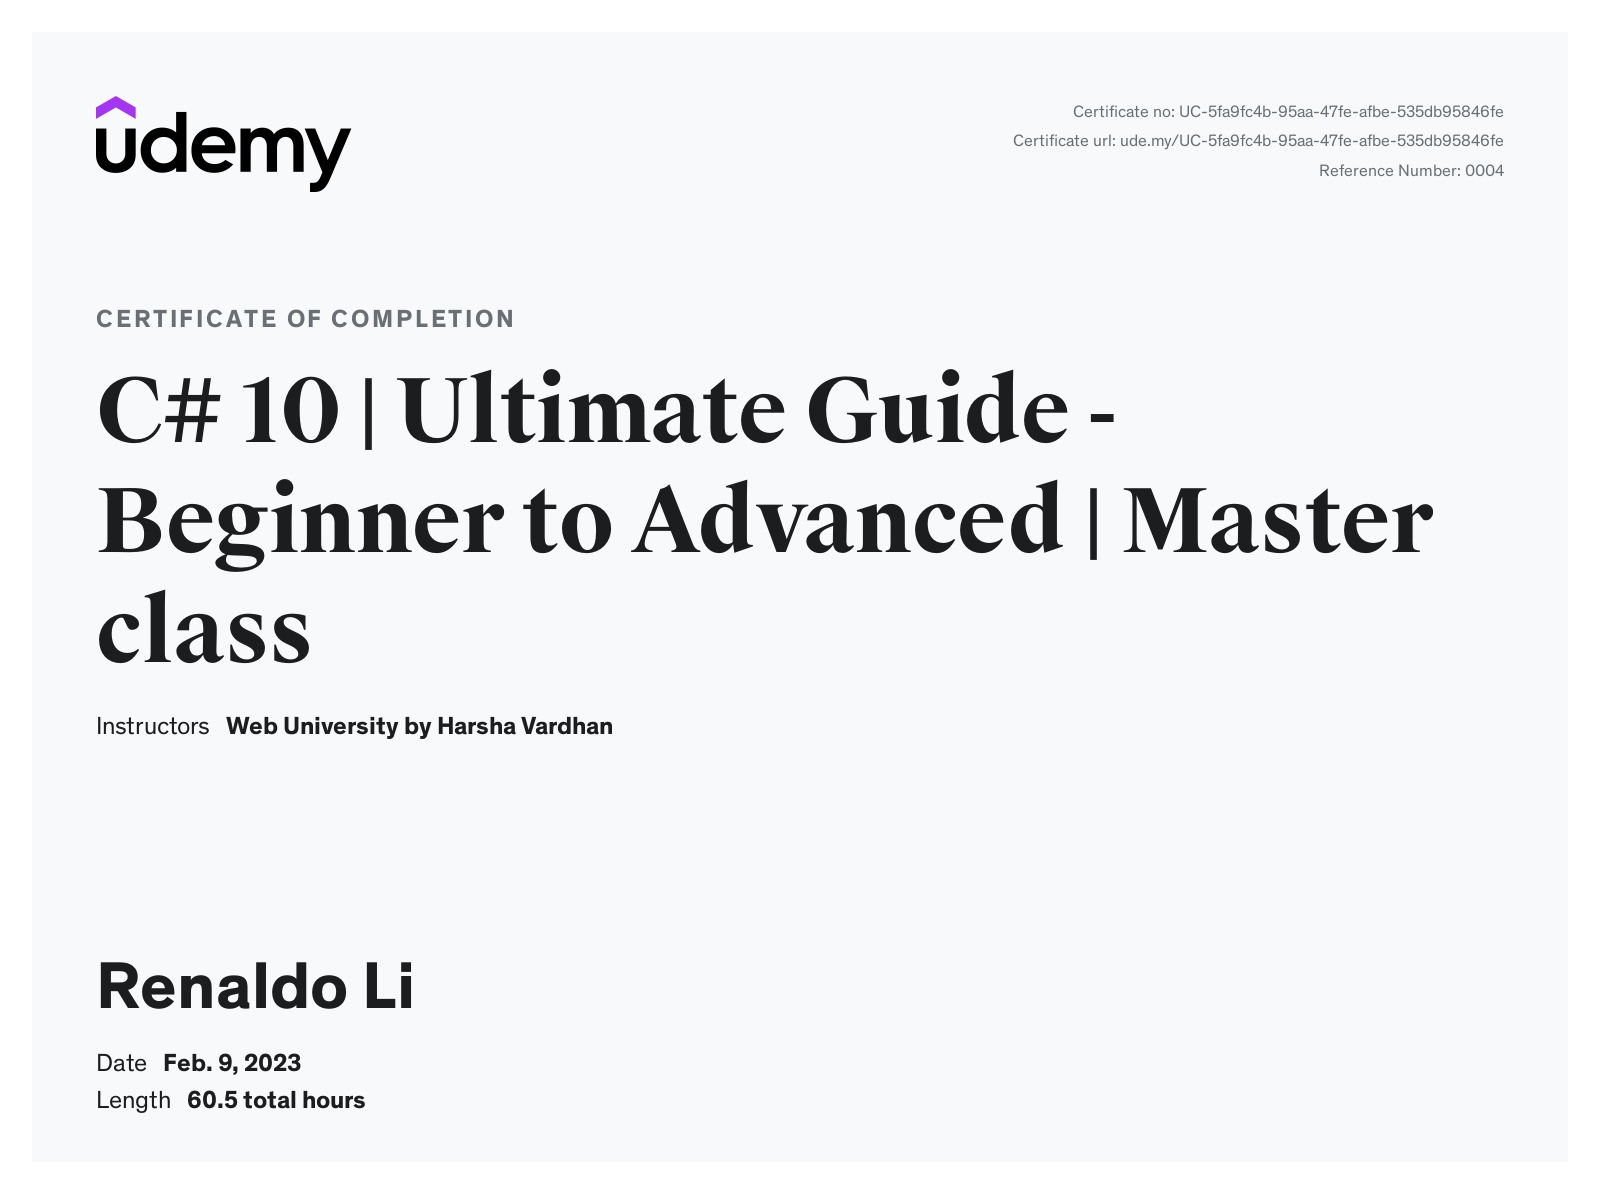 udemy
Certificate no: UC-5fa9fc4b-95aa-47fe-afbe-535db95846fe
Certificate url: ude.my/UC-5fa9fc4b-95aa-47fe-afbe-535db95846fe
Reference Number: 0004
CERTIFICATE OF COMPLETION
C# 10 | Ultimate Guide -
Beginner to Advanced | Master
class
Instructors Web University by Harsha Vardhan
Renaldo Li
Date Feb. 9, 2023
Length 60.5 total hours